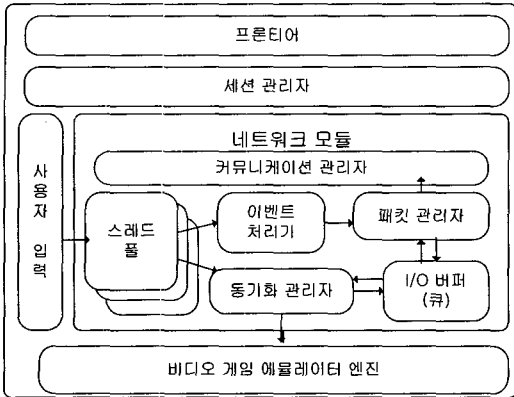 프론티어
세션 관리자
네트워크 모듈
커뮤니케이션 관리자
사용자 입력
스레드
풀
이벤트
처리기
패킷 관리자
동기화 관리자
I/O 버퍼
(큐)
비디오 게임 에뮬레이터 엔진